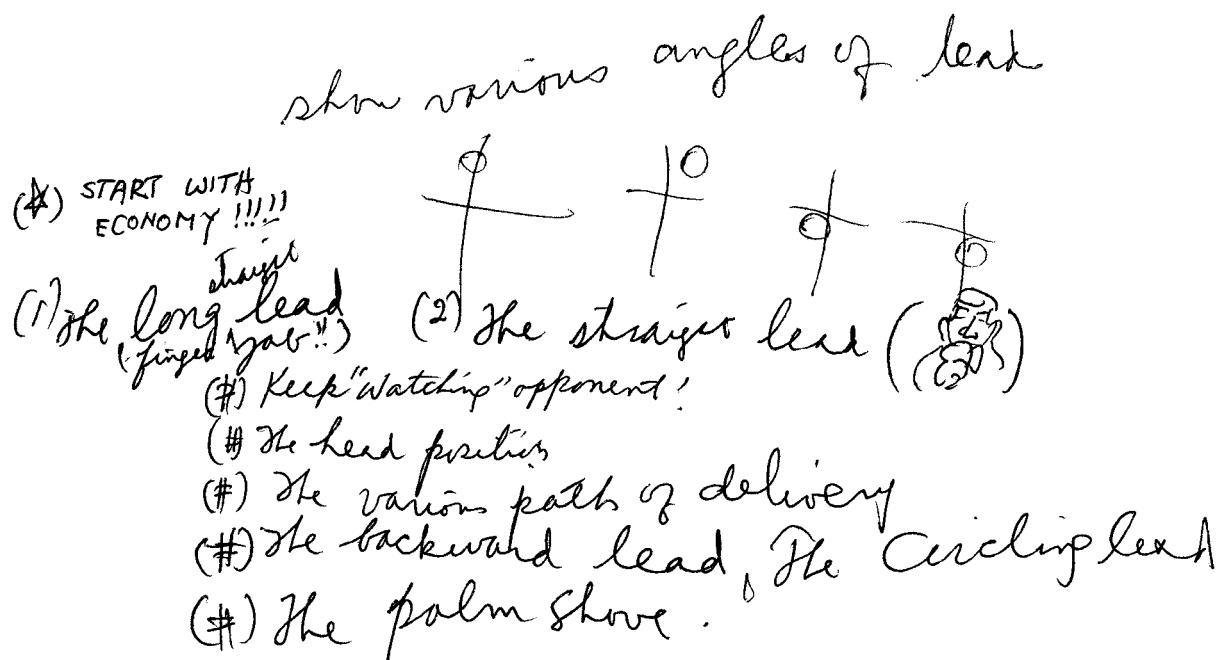 show various angles of lead
(*) START WITH
ECONOMY !!!!!
straight
(1) The, long lead (2) The straight lead ( )
(finger jab"!!)
(#) Keep "Watching" opponent!
(#) The head position
(#) The various path of delivery
(#) The backward lead, The Circling lead
(#) The palm shove.